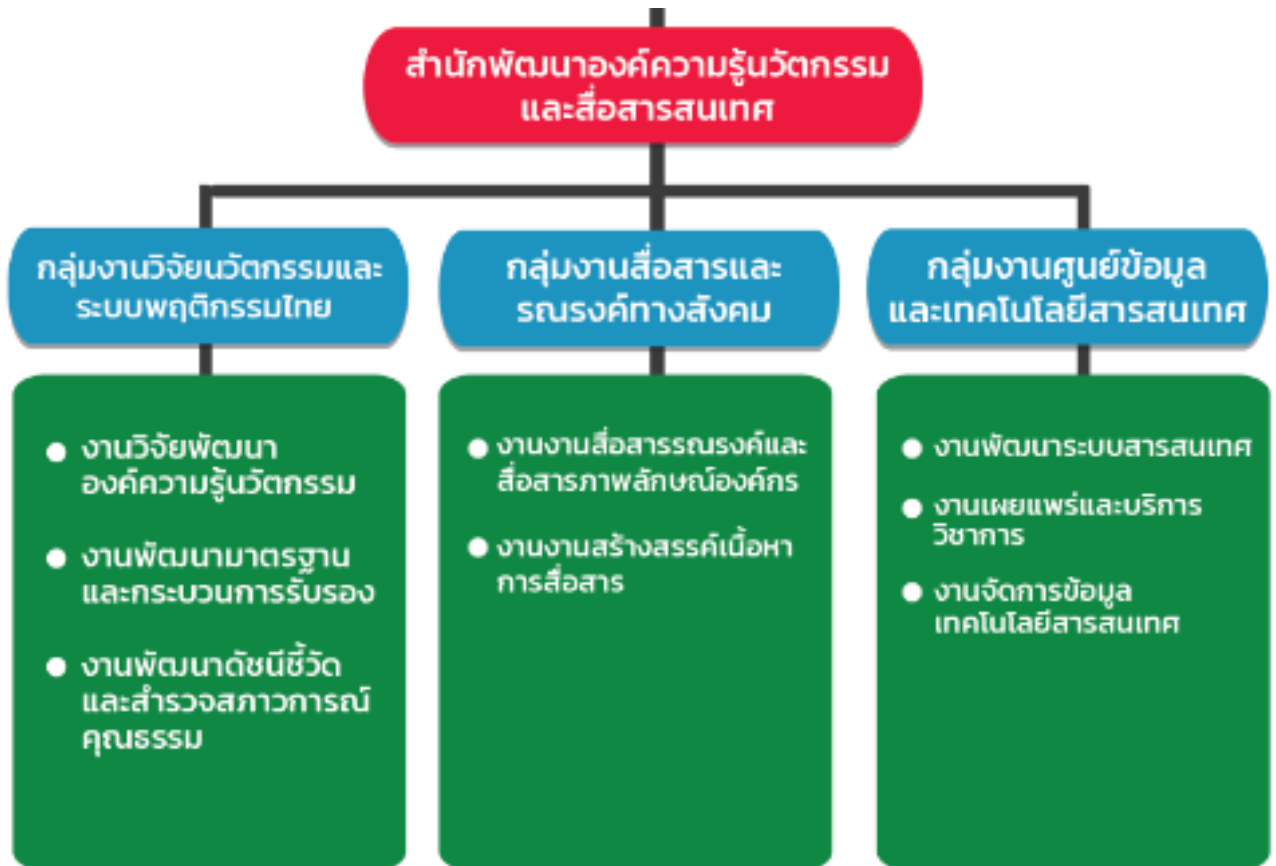 สำนักพัฒนาองค์ความรู้นวัตกรรม
และสื่อสารสนเทศ
กลุ่มงานวิจัยนวัตกรรมและ
ระบบพฤติกรรมไทย
งานวิจัยพัฒนา
องค์ความรู้นวัตกรรม
งานพัฒนามาตรฐาน
และกระบวนการรับรอง
งานพัฒนาดัชนีชี้วัด
และสำรวจสภาวการณ์
คุณธรรม
กลุ่มงานสื่อสารและ
รณรงค์ทางสังคม
งานงานสื่อสารรณรงค์และ
สื่อสารภาพลักษณ์องค์กร
งานงานสร้างสรรค์เนื้อหา
การสื่อสาร
กลุ่มงานศูนย์ข้อมูล
และเทคโนโลยีสารสนเทศ
งานพัฒนาระบบสารสนเทศ
งานเผยแพร่และบริการ
วิชาการ
งานจัดการข้อมูล
เทคโนโลยีสารสนเทศ